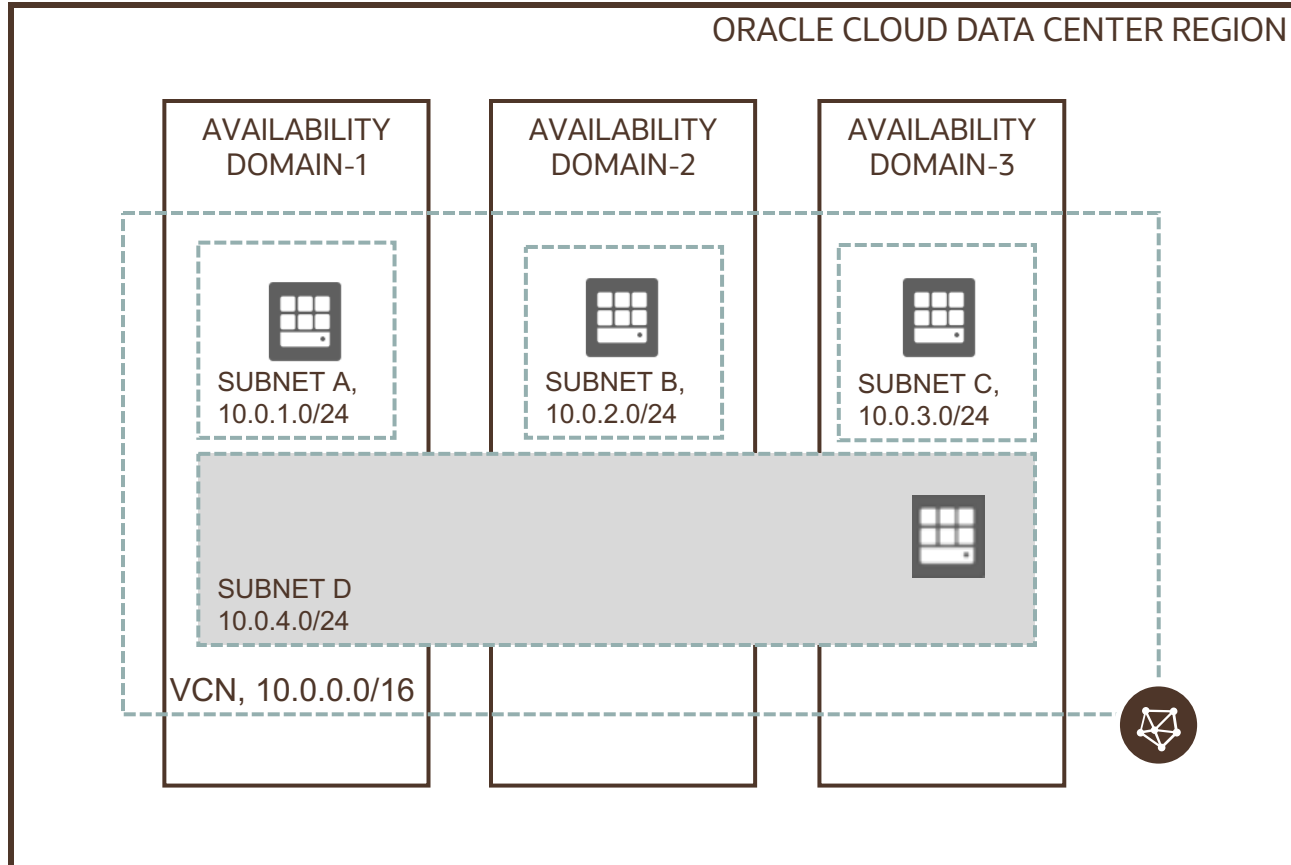 ORACLE CLOUD DATA CENTER REGION
AVAILABILITY
DOMAIN-1
AVAILABILITY
DOMAIN-2
AVAILABILITY
DOMAIN-3
SUBNET A,
10.0.1.0/24
SUBNET B,
10.0.2.0/24
SUBNET C,
10.0.3.0/24
SUBNET D
10.0.4.0/24
VCN, 10.0.0.0/16